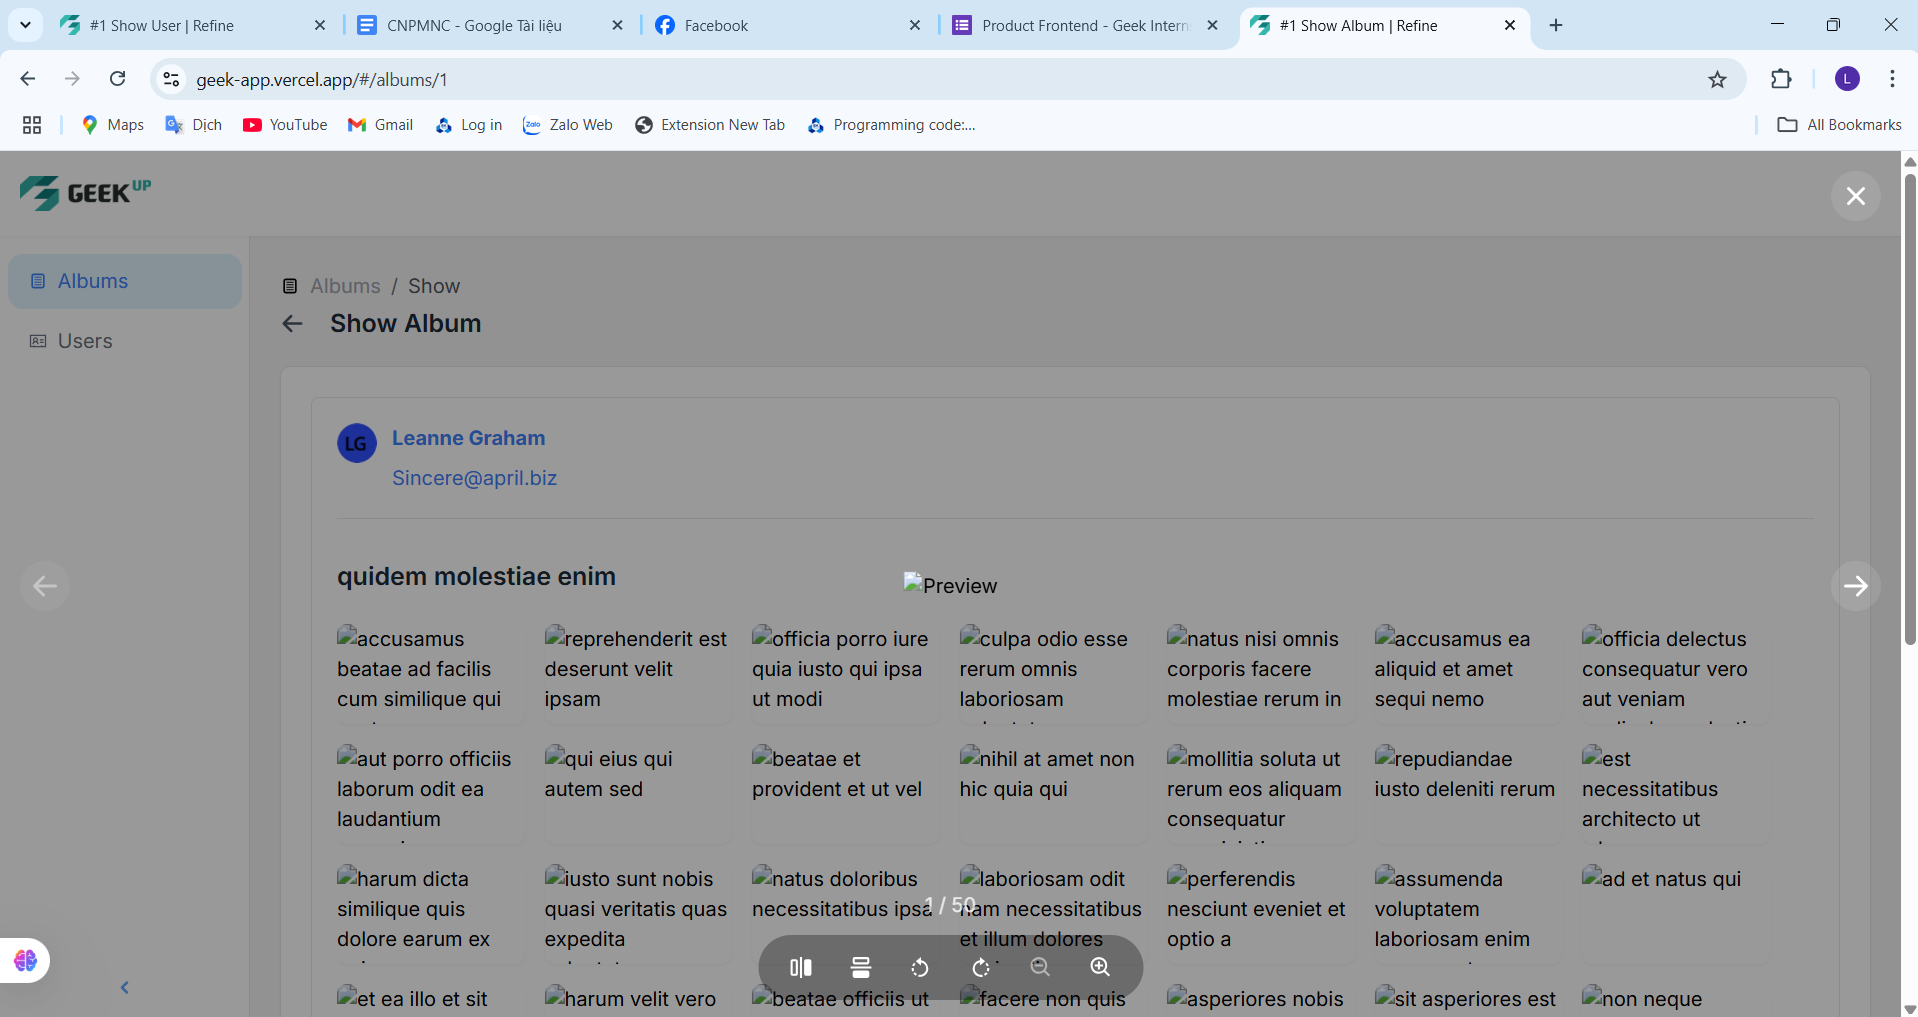 #1 Show User | Refine
CNPMNC - Google Tài liệu
Facebook
Product Frontend - Geek Intern
#1 Show Album | Refine
geek-app.vercel.app/#/albums/1
L
Maps
Dịch
YouTube
Gmail
Log in
Zalo
Zalo Web
Extension New Tab
Programming code:...
All Bookmarks
GEEK UP
Albums
Users
Albums / Show
Show Album
LG
Leanne Graham
Sincere@april.biz
quidem molestiae enim
Preview
accusamus
beatae ad facilis
cum similique qui
reprehenderit est
deserunt velit
ipsam
officia porro iure
quia iusto qui ipsa
ut modi
culpa odio esse
rerum omnis
laboriosam
natus nisi omnis
corporis facere
molestiae rerum in
accusamus ea
aliquid et amet
sequi nemo
officia delectus
consequatur vero
aut veniam
aut porro officiis
laborum odit ea
laudantium
qui eius qui
autem sed
beatae et
provident et ut vel
nihil at amet non
hic quia qui
mollitia soluta ut
rerum eos aliquam
consequatur
repudiandae
iusto deleniti rerum
est
necessitatibus
architecto ut
harum dicta
similique quis
dolore earum ex
iusto sunt nobis
quasi veritatis quas
expedita
natus doloribus
necessitatibus ipsa
laboriosam odit
nam necessitatibus
et illum dolores
perferendis
nesciunt eveniet et
optio a
assumenda
voluptatem
laboriosam enim
ad et natus qui
1 / 50
et ea illo et sit
harum velit vero
beatae officiis ut
facere non quis
asperiores nobis
sit asperiores est
non neque